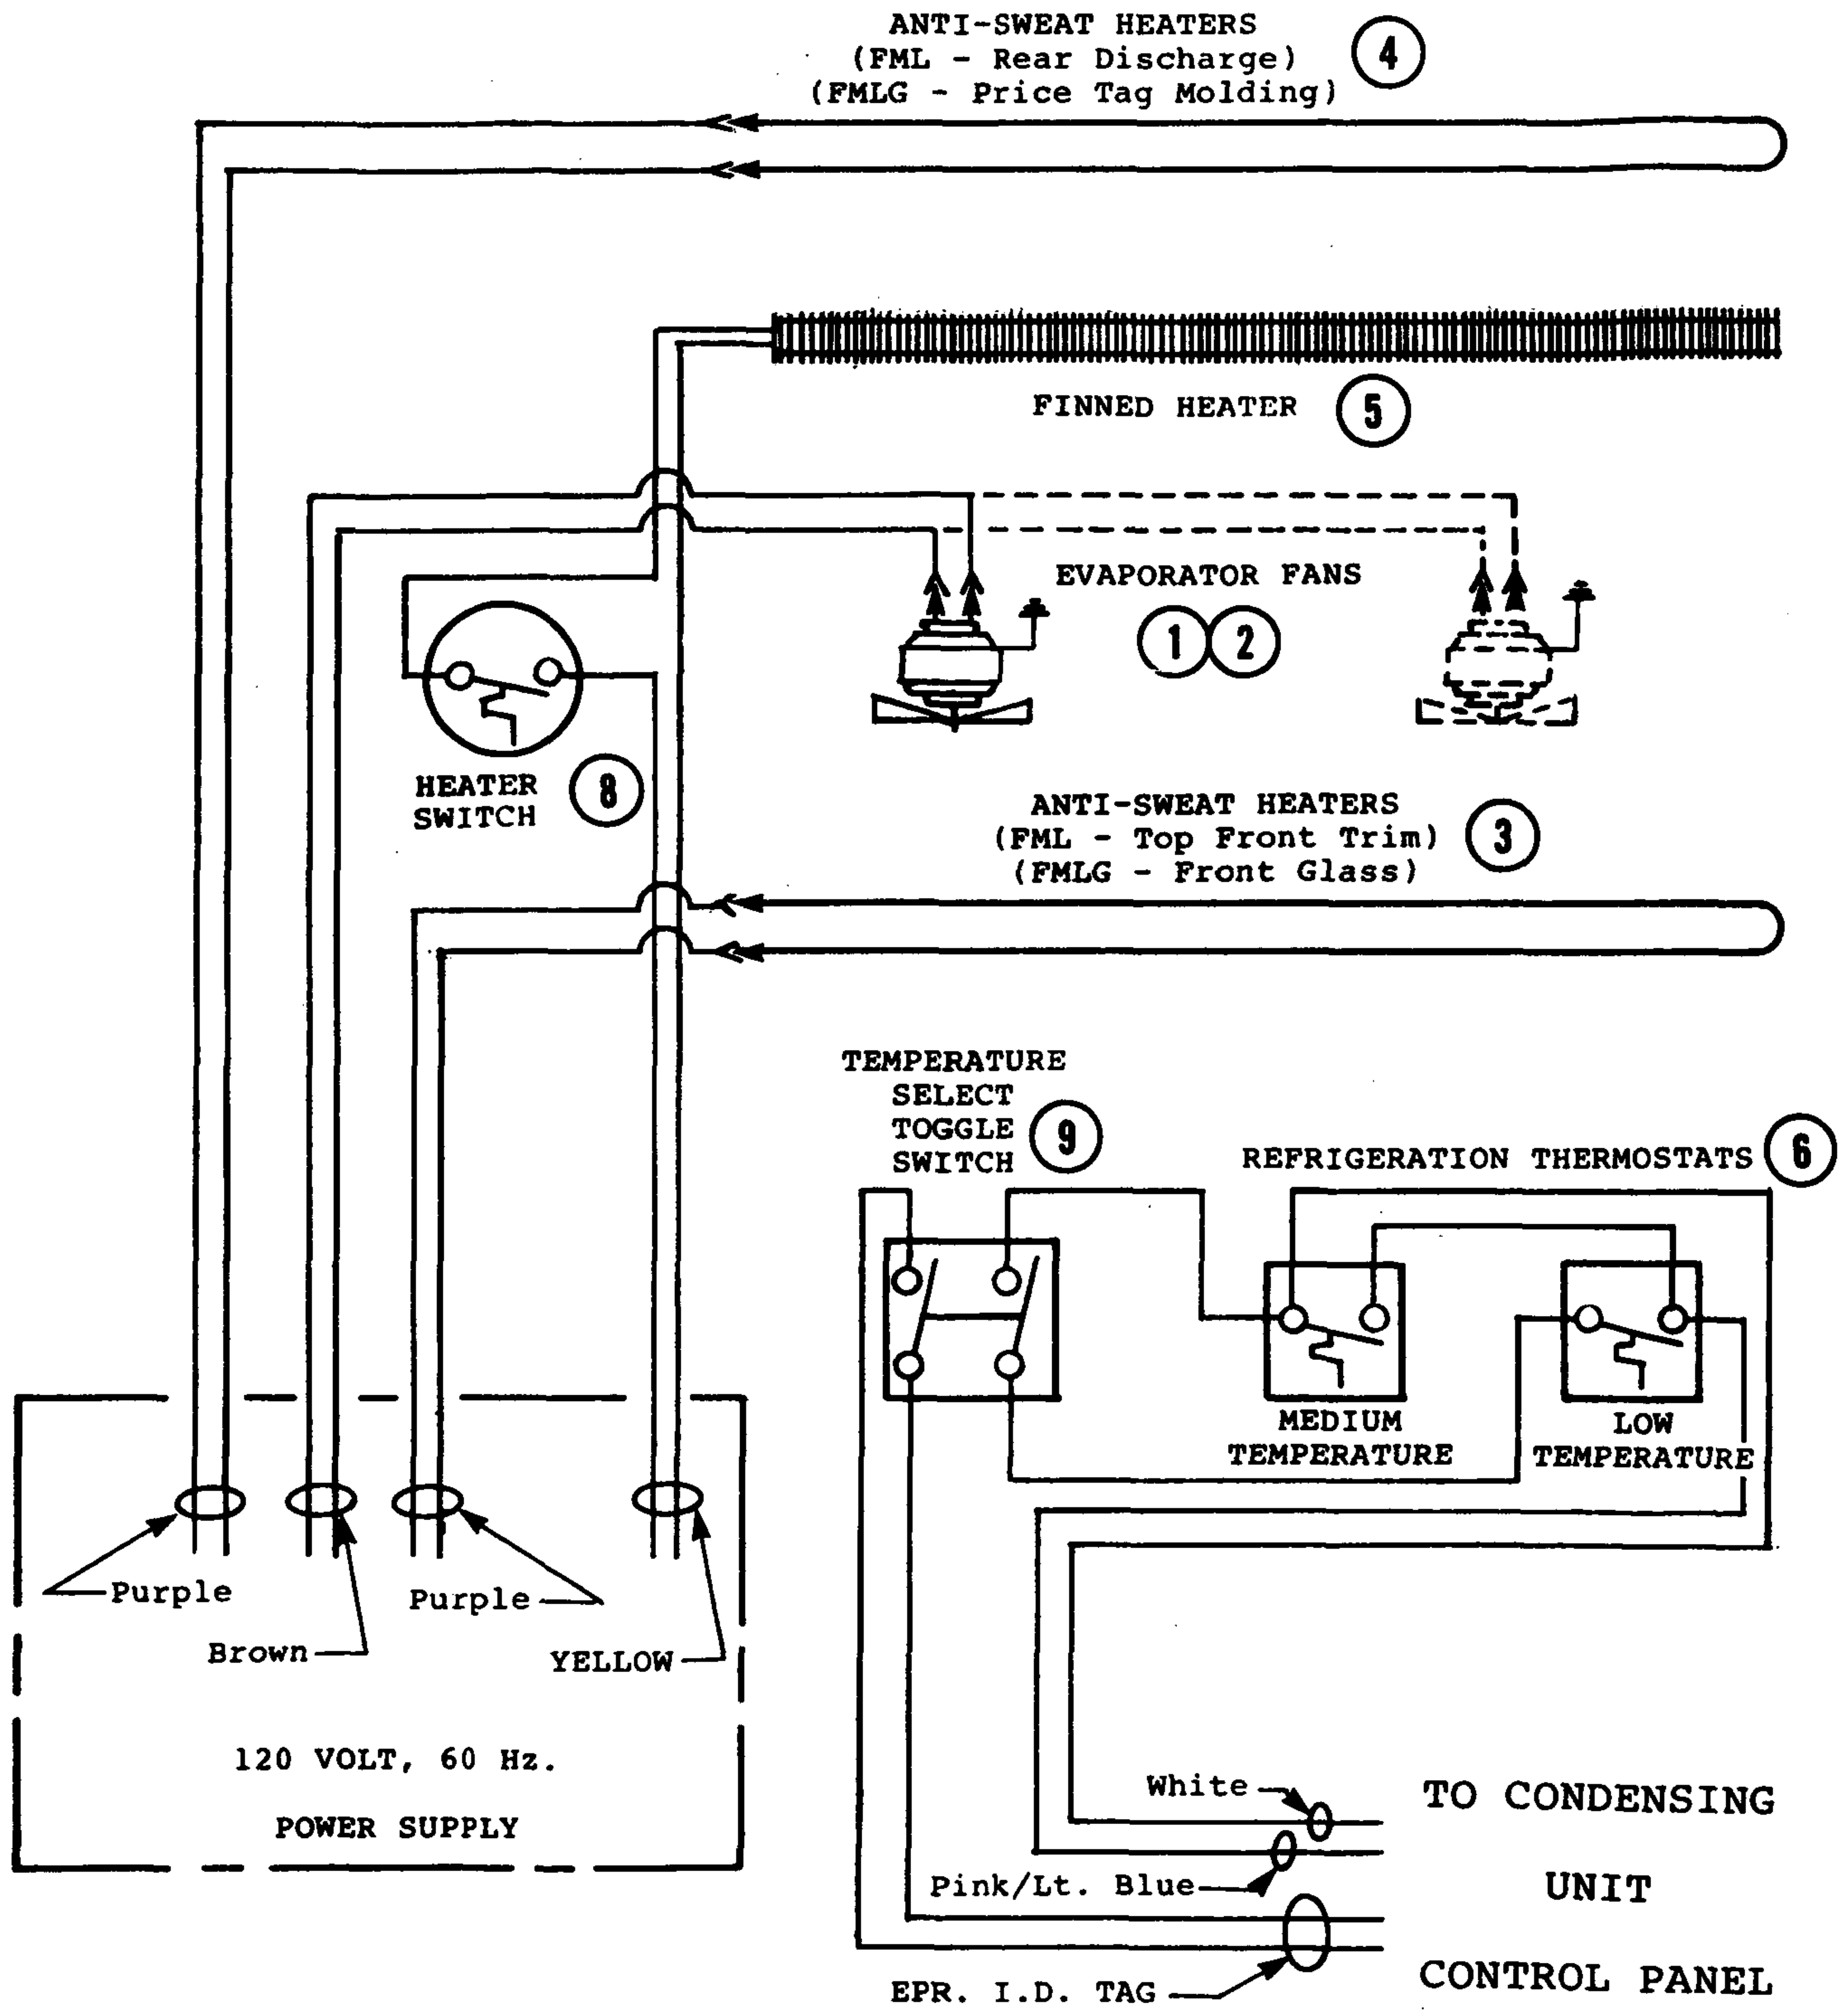 ANTI-SWEAT HEATERS
(FML - Rear Discharge)
(FMLG - Price Tag Molding)
4
FINNED HEATER
5
EVAPORATOR FANS
1 2
HEATER
SWITCH
8
ANTI-SWEAT HEATERS
(FML - Top Front Trim)
(FMLG - Front Glass)
3
TEMPERATURE
SELECT
TOGGLE
SWITCH
9
REFRIGERATION THERMOSTATS
6
MEDIUM
TEMPERATURE
LOW
TEMPERATURE
Purple
Brown
Purple
YELLOW
120 VOLT, 60 Hz.
POWER SUPPLY
White
Pink/Lt. Blue
EPR. I.D. TAG
TO CONDENSING
UNIT
CONTROL PANEL